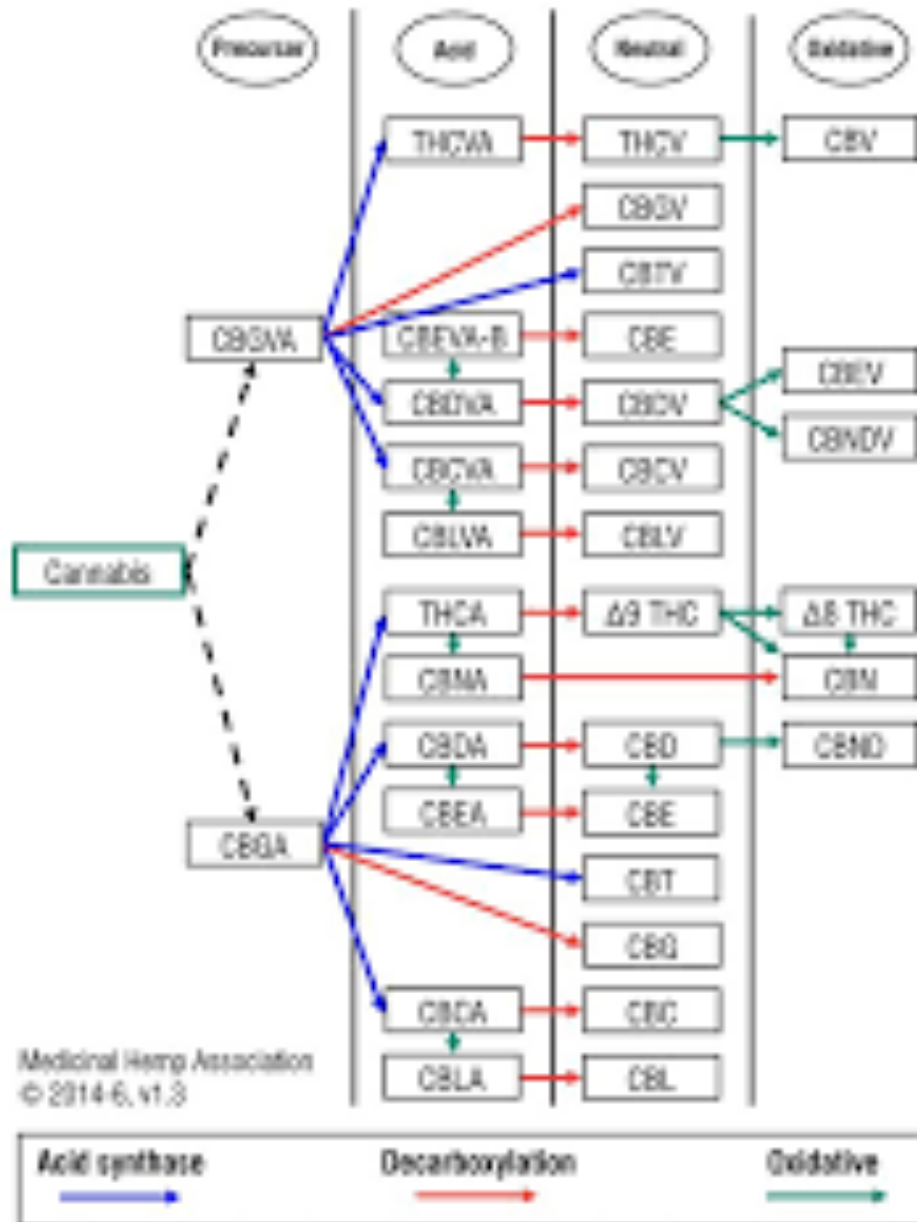 Precursor Acid Neutral Oxidative
THCVA THCV CBV
CBGV
CBTV
CBGVA CBEVA-B CBE
CBEV
CBDVA CBDV
CBNDV
CBCVA CBCV
CBLVA CBLV
Cannabis
THCA Δ9 THC Δ8 THC
CBNA CBN
CBDA CBD CBND
CBEA CBE
CBGA
CBT
CBG
CBC
Medicinal Hemp Association
CBLA CBL
© 2014-6, v1.3
Acid synthase Decarboxylation Oxidative